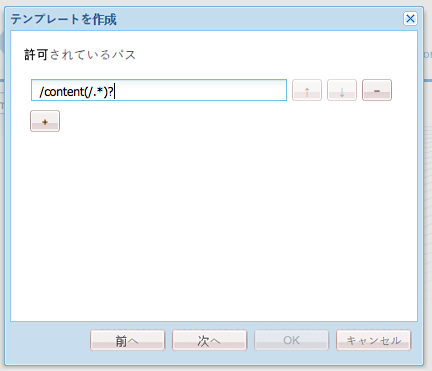 テンプレートを作成
許可されているパス
/content(/.*)?
↑ ↓ −
+
前へ 次へ OK キャンセル